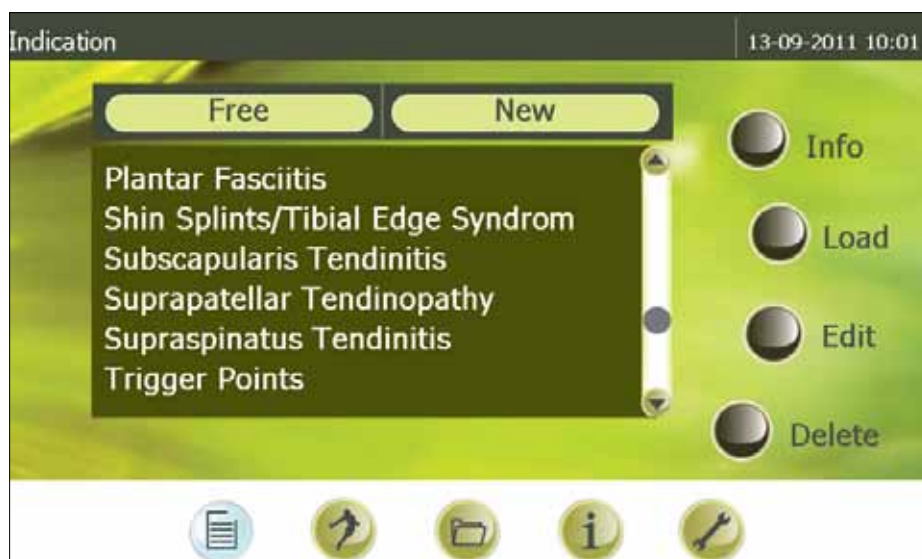 Indication
13-09-2011 10:01
Free
New
Plantar Fasciitis
Shin Splints/Tibial Edge Syndrom
Subscapularis Tendinitis
Suprapatellar Tendinopathy
Supraspinatus Tendinitis
Trigger Points
Info
Load
Edit
Delete